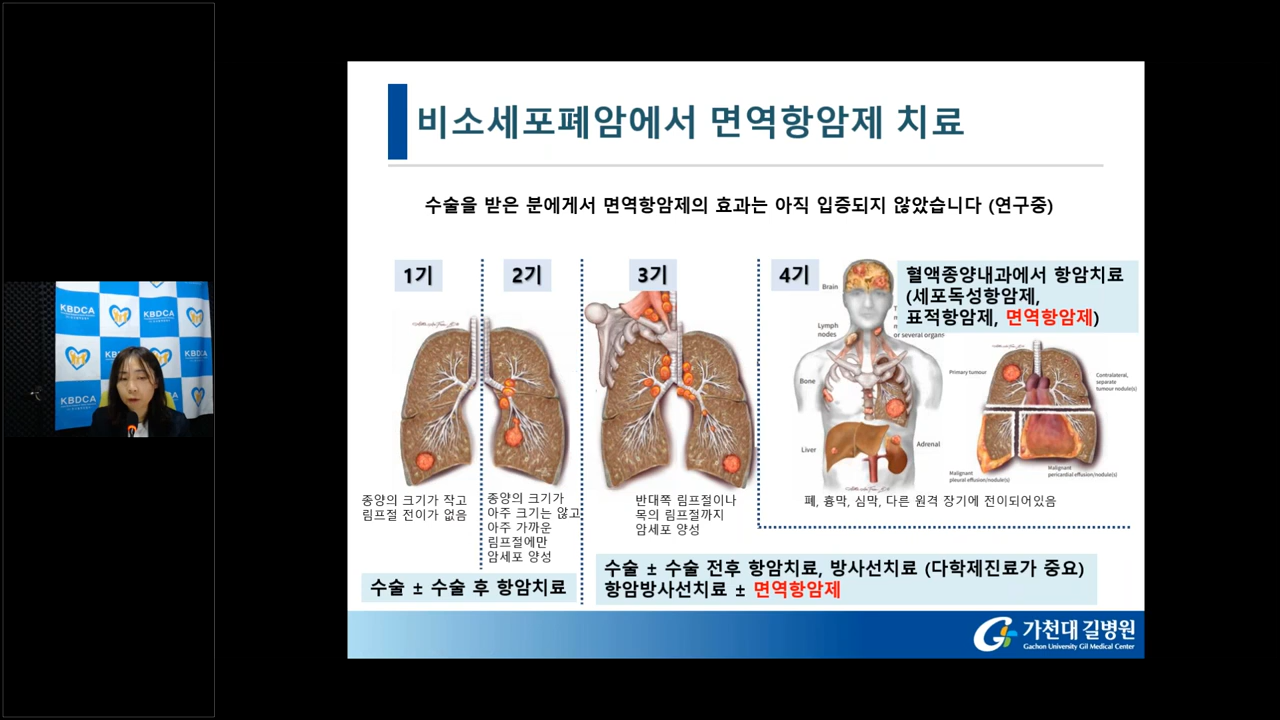 비소세포폐암에서 면역항암제 치료
수술을 받은 분에게서 면역항암제의 효과는 아직 입증되지 않았습니다 (연구중)
1기
2기
3기
4기
혈액종양내과에서 항암치료
(세포독성항암제,
표적항암제, 면역항암제)
Brain
Lymph
nodes
or several organs
Bone
Liver
Adrenal
Primary tumour
Contralateral,
separate
tumour nodule(s)
Malignant
pleural effusion/nodule(s)
Malignant
pericardial effusion/nodule(s)
종양의 크기가 작고
림프절 전이가 없음
종양의 크기가
아주 크기는 않고
아주 가까운
림프절에만
암세포 양성
반대쪽 림프절이나
목의 림프절까지
암세포 양성
폐, 흉막, 심막, 다른 원격 장기에 전이되어있음
수술 ± 수술 후 항암치료
수술 ± 수술 전후 항암치료, 방사선치료 (다학제진료가 중요)
항암방사선치료 ± 면역항암제
가천대 길병원
Gachon University Gil Medical Center
KBDCA
KBDCA
KBDCA
KBDCA
KBDCA